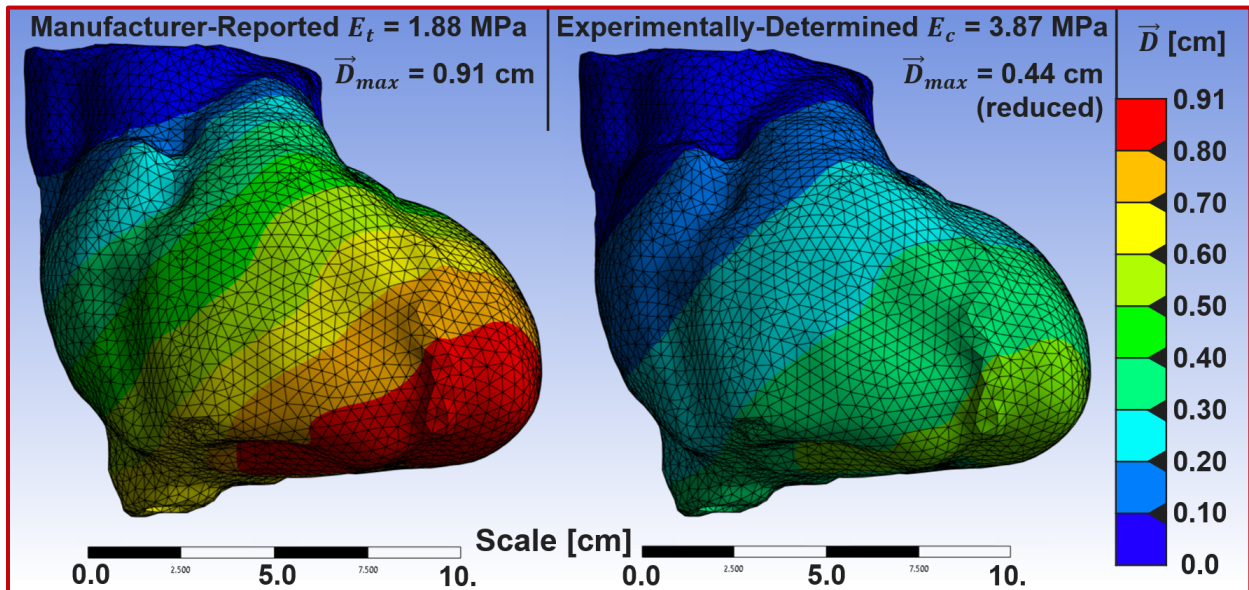 Manufacturer-Reported E_t = 1.88 MPa
D⃗_max = 0.91 cm
Experimentally-Determined E_c = 3.87 MPa
D⃗_max = 0.44 cm
(reduced)
D⃗ [cm]
0.91
0.80
0.70
0.60
0.50
0.40
0.30
0.20
0.10
0.0
Scale [cm]
0.0 2.500 5.0 7.500 10.
0.0 2.500 5.0 7.500 10.